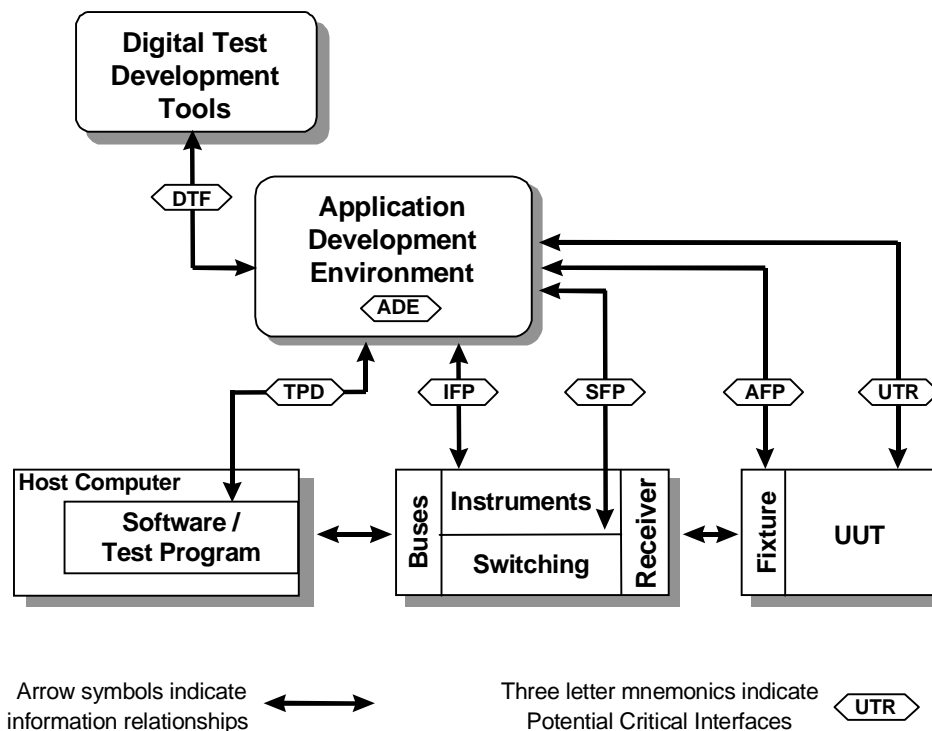 Digital Test
Development
Tools
DTF
Application
Development
Environment
ADE
TPD
IFP
SFP
AFP
UTR
Host Computer
Software /
Test Program
Buses
Instruments
Switching
Receiver
Fixture
UUT
Arrow symbols indicate
information relationships
Three letter mnemonics indicate
Potential Critical Interfaces
UTR